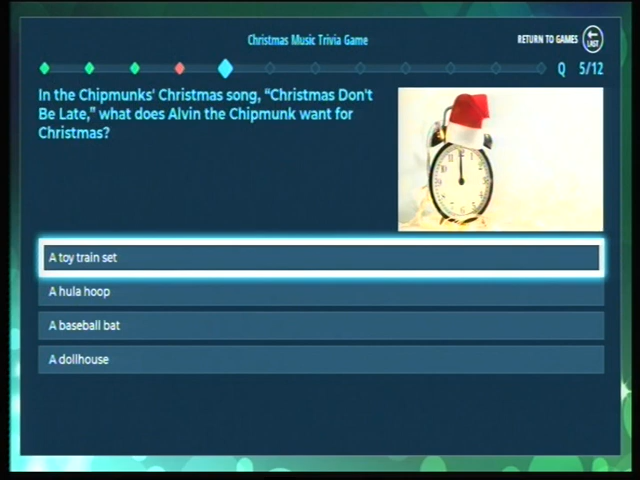 Christmas Music Trivia Game
RETURN TO GAMES
LAST
Q 5/12
In the Chipmunks' Christmas song, “Christmas Don't
Be Late,” what does Alvin the Chipmunk want for
Christmas?
A toy train set
A hula hoop
A baseball bat
A dollhouse